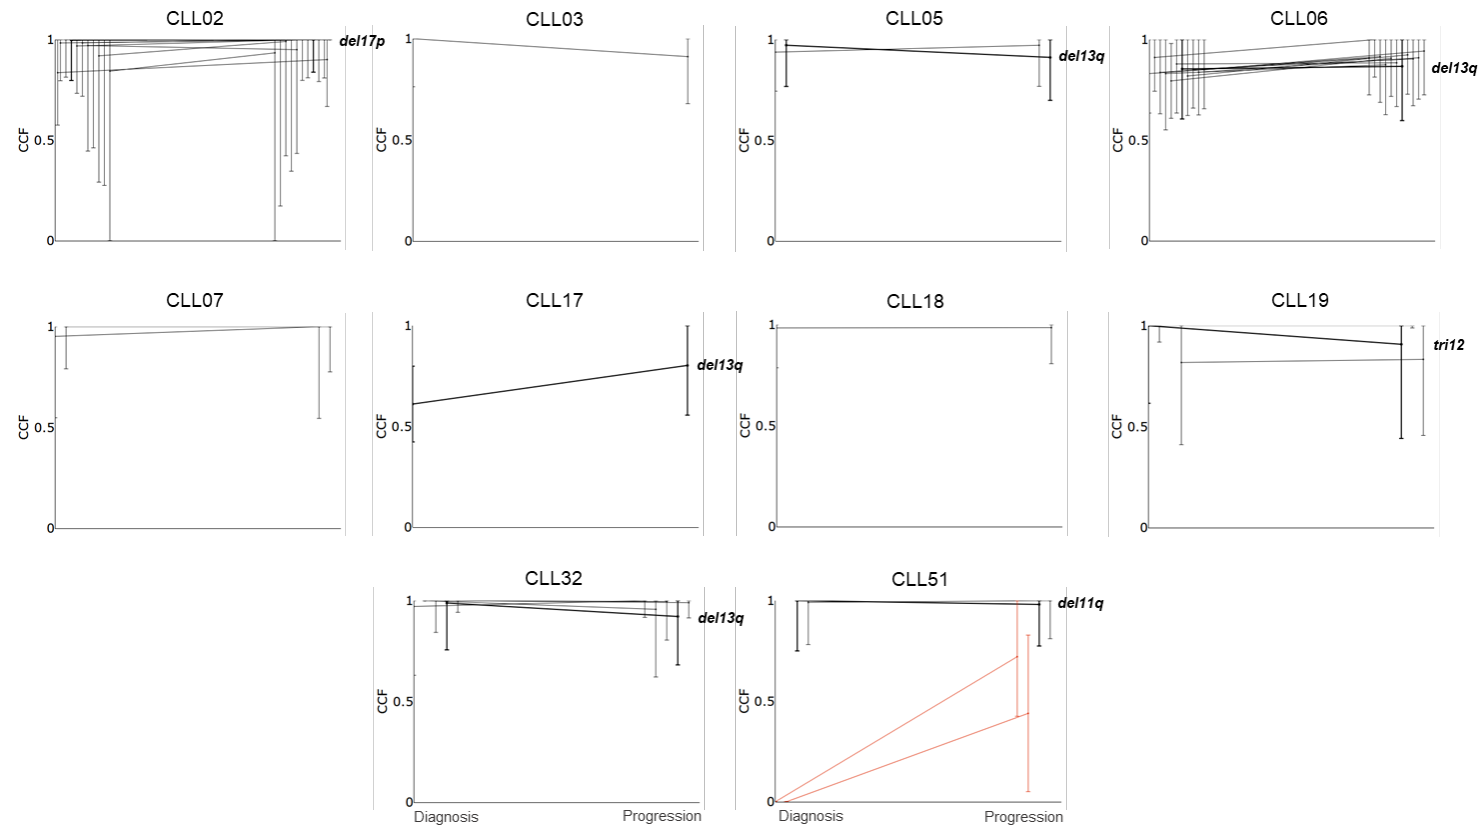 CLL02
CLL03
CLL05
CLL06
1
0.5
0
CCF
del17p
1
0.5
0
CCF
1
0.5
0
CCF
del13q
1
0.5
0
CCF
del13q
CLL07
CLL17
CLL18
CLL19
1
0.5
0
CCF
1
0.5
0
CCF
del13q
1
0.5
0
CCF
1
0.5
0
CCF
tri12
CLL32
CLL51
1
0.5
0
CCF
del13q
Diagnosis
Progression
1
0.5
0
CCF
del11q
Diagnosis
Progression